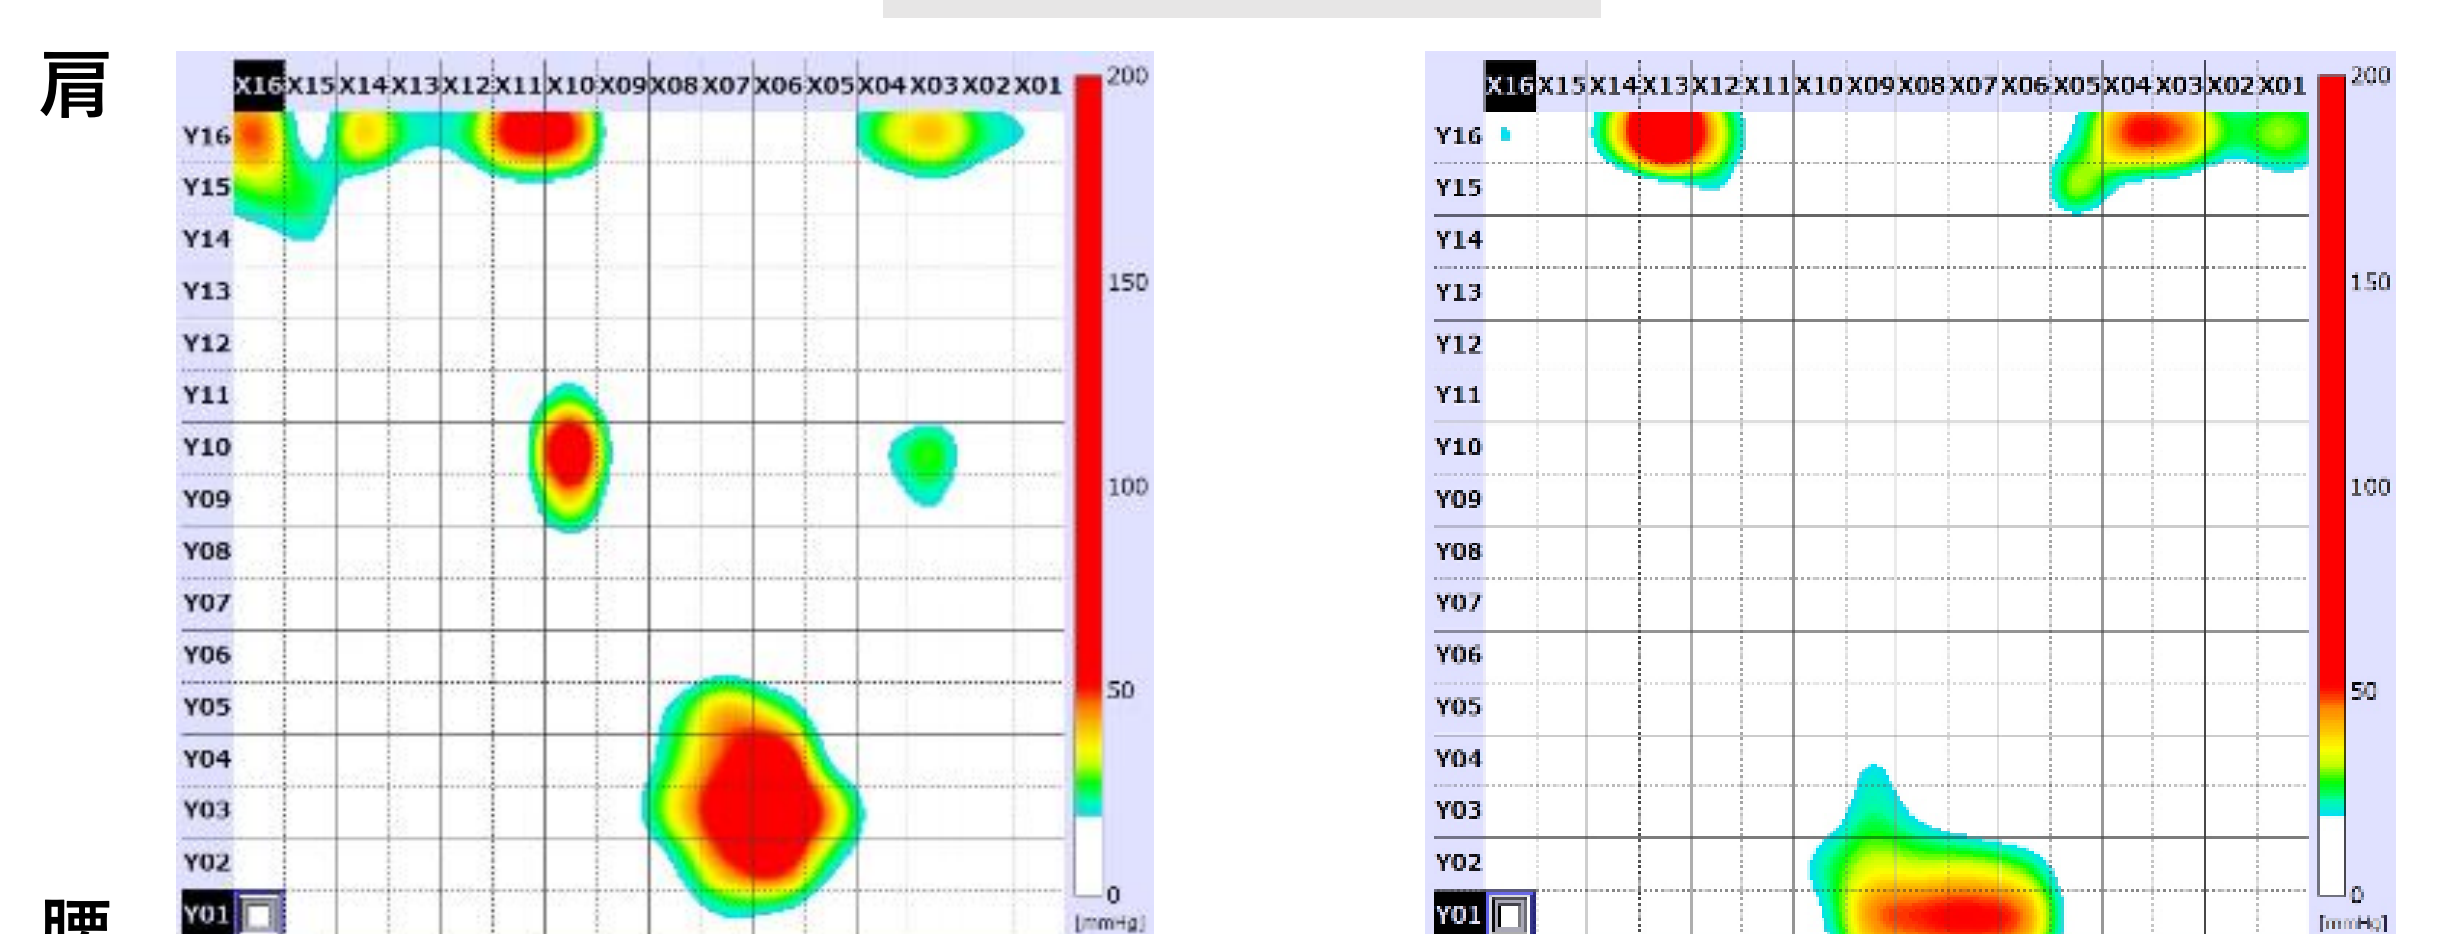 肩
X16 X15 X14 X13 X12 X11 X10 X09 X08 X07 X06 X05 X04 X03 X02 X01
Y16
Y15
Y14
Y13
Y12
Y11
Y10
Y09
Y08
Y07
Y06
Y05
Y04
Y03
Y02
Y01
200
150
100
50
0
[mmHg]
X16 X15 X14 X13 X12 X11 X10 X09 X08 X07 X06 X05 X04 X03 X02 X01
Y16
Y15
Y14
Y13
Y12
Y11
Y10
Y09
Y08
Y07
Y06
Y05
Y04
Y03
Y02
Y01
200
150
100
50
0
[mmHg]
腰